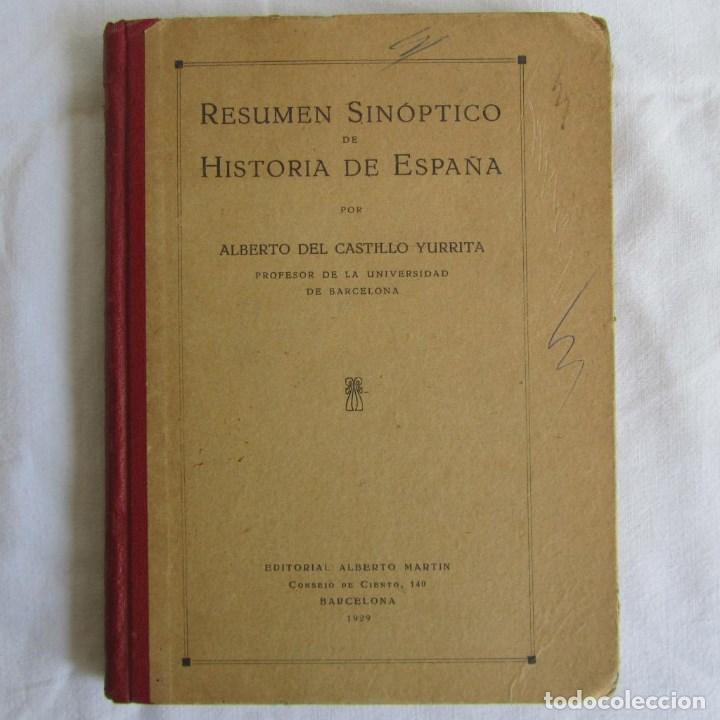 RESUMEN SINÓPTICO
DE
HISTORIA DE ESPAÑA
POR
ALBERTO DEL CASTILLO YURRITA
PROFESOR DE LA UNIVERSIDAD
DE BARCELONA
EDITORIAL ALBERTO MARTIN
CONSEJO DE CIENTO, 140
BARCELONA
1929
todocoleccion